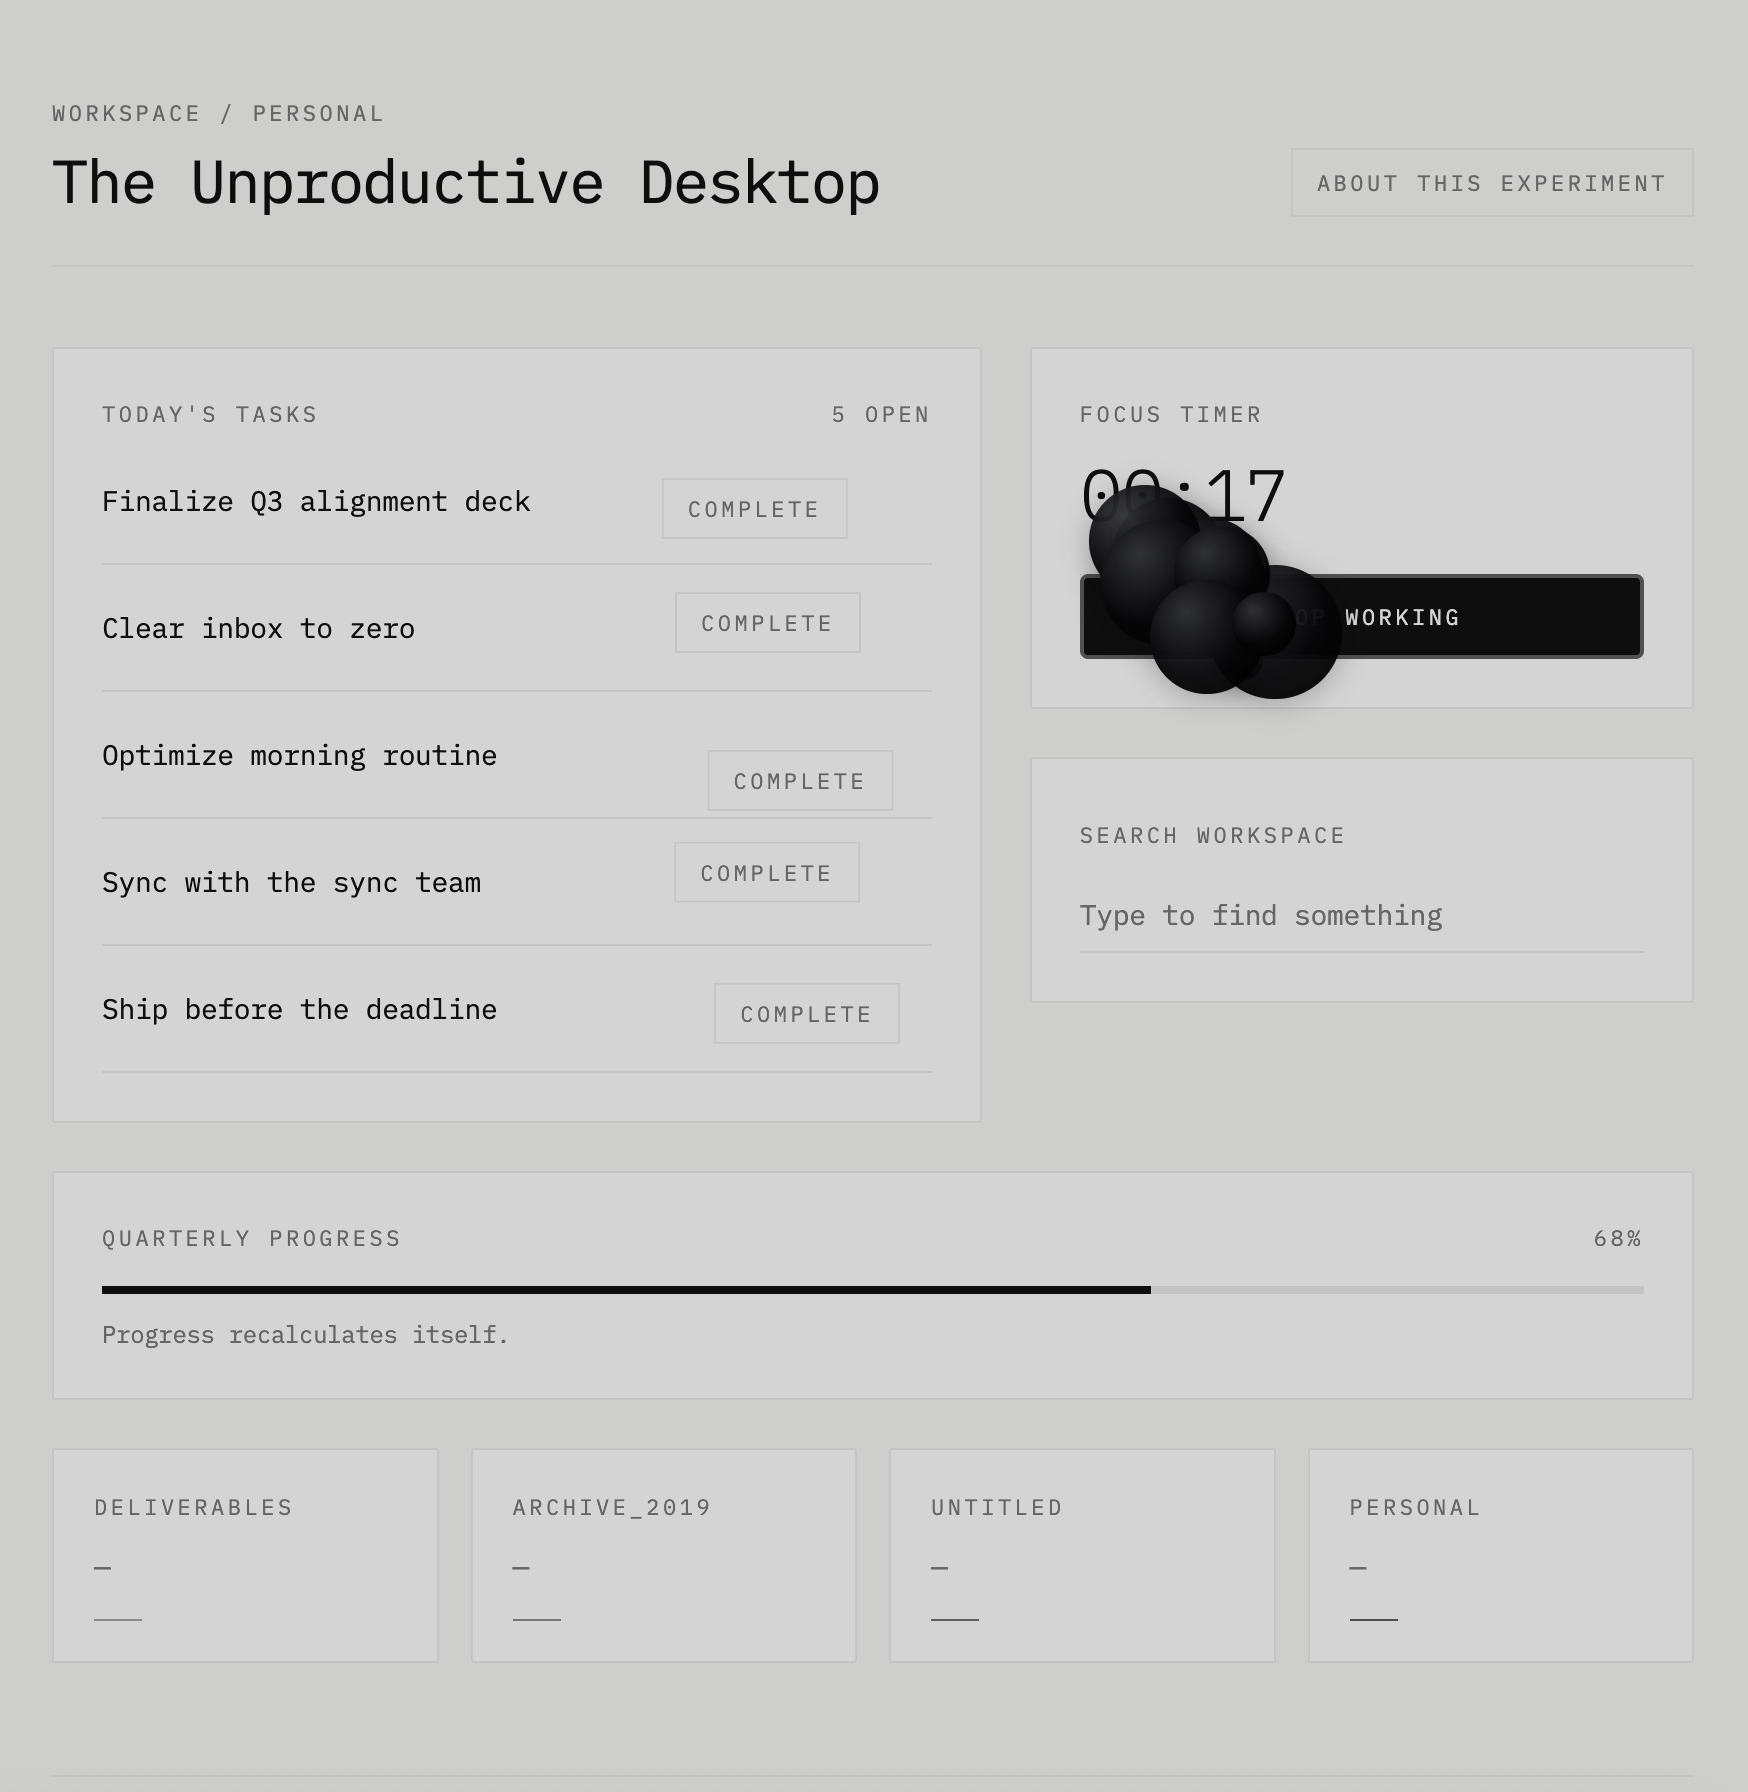 WORKSPACE / PERSONAL
The Unproductive Desktop
ABOUT THIS EXPERIMENT
TODAY'S TASKS
5 OPEN
Finalize Q3 alignment deck
COMPLETE
Clear inbox to zero
COMPLETE
Optimize morning routine
COMPLETE
Sync with the sync team
COMPLETE
Ship before the deadline
COMPLETE
FOCUS TIMER
00:17
WORKING
SEARCH WORKSPACE
Type to find something
QUARTERLY PROGRESS
68%
Progress recalculates itself.
DELIVERABLES
—
ARCHIVE_2019
—
UNTITLED
—
PERSONAL
—